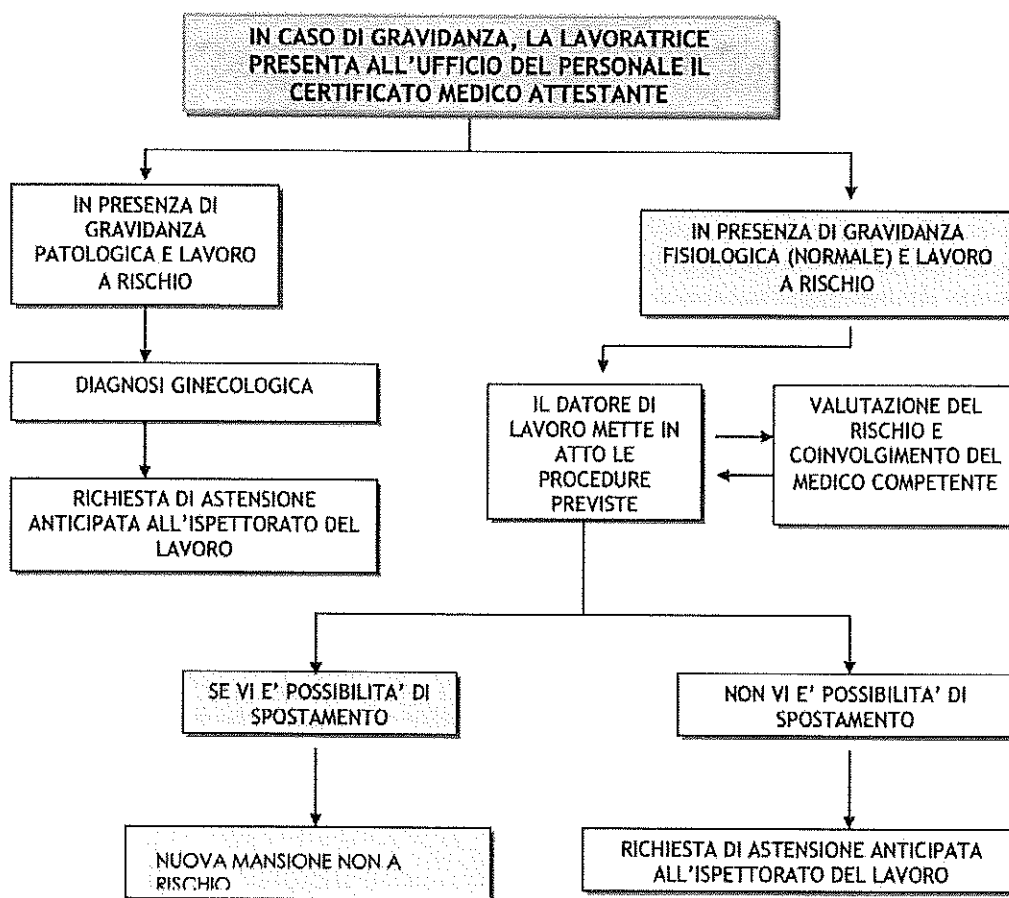 IN CASO DI GRAVIDANZA, LA LAVORATRICE
PRESENTA ALL'UFFICIO DEL PERSONALE IL
CERTIFICATO MEDICO ATTESTANTE
IN PRESENZA DI
GRAVIDANZA
PATOLOGICA E LAVORO
A RISCHIO
IN PRESENZA DI GRAVIDANZA
FISIOLOGICA (NORMALE) E LAVORO
A RISCHIO
DIAGNOSI GINECOLOGICA
RICHIESTA DI ASTENSIONE
ANTICIPATA ALL'ISPETTORATO DEL
LAVORO
IL DATORE DI
LAVORO METTE IN
ATTO LE
PROCEDURE
PREVISTE
VALUTAZIONE DEL
RISCHIO E
COINVOLGIMENTO DEL
MEDICO COMPETENTE
SE VI E' POSSIBILITA' DI
SPOSTAMENTO
NON VI E' POSSIBILITA' DI
SPOSTAMENTO
NUOVA MANSIONE NON A
RISCHIO
RICHIESTA DI ASTENSIONE ANTICIPATA
ALL'ISPETTORATO DEL LAVORO